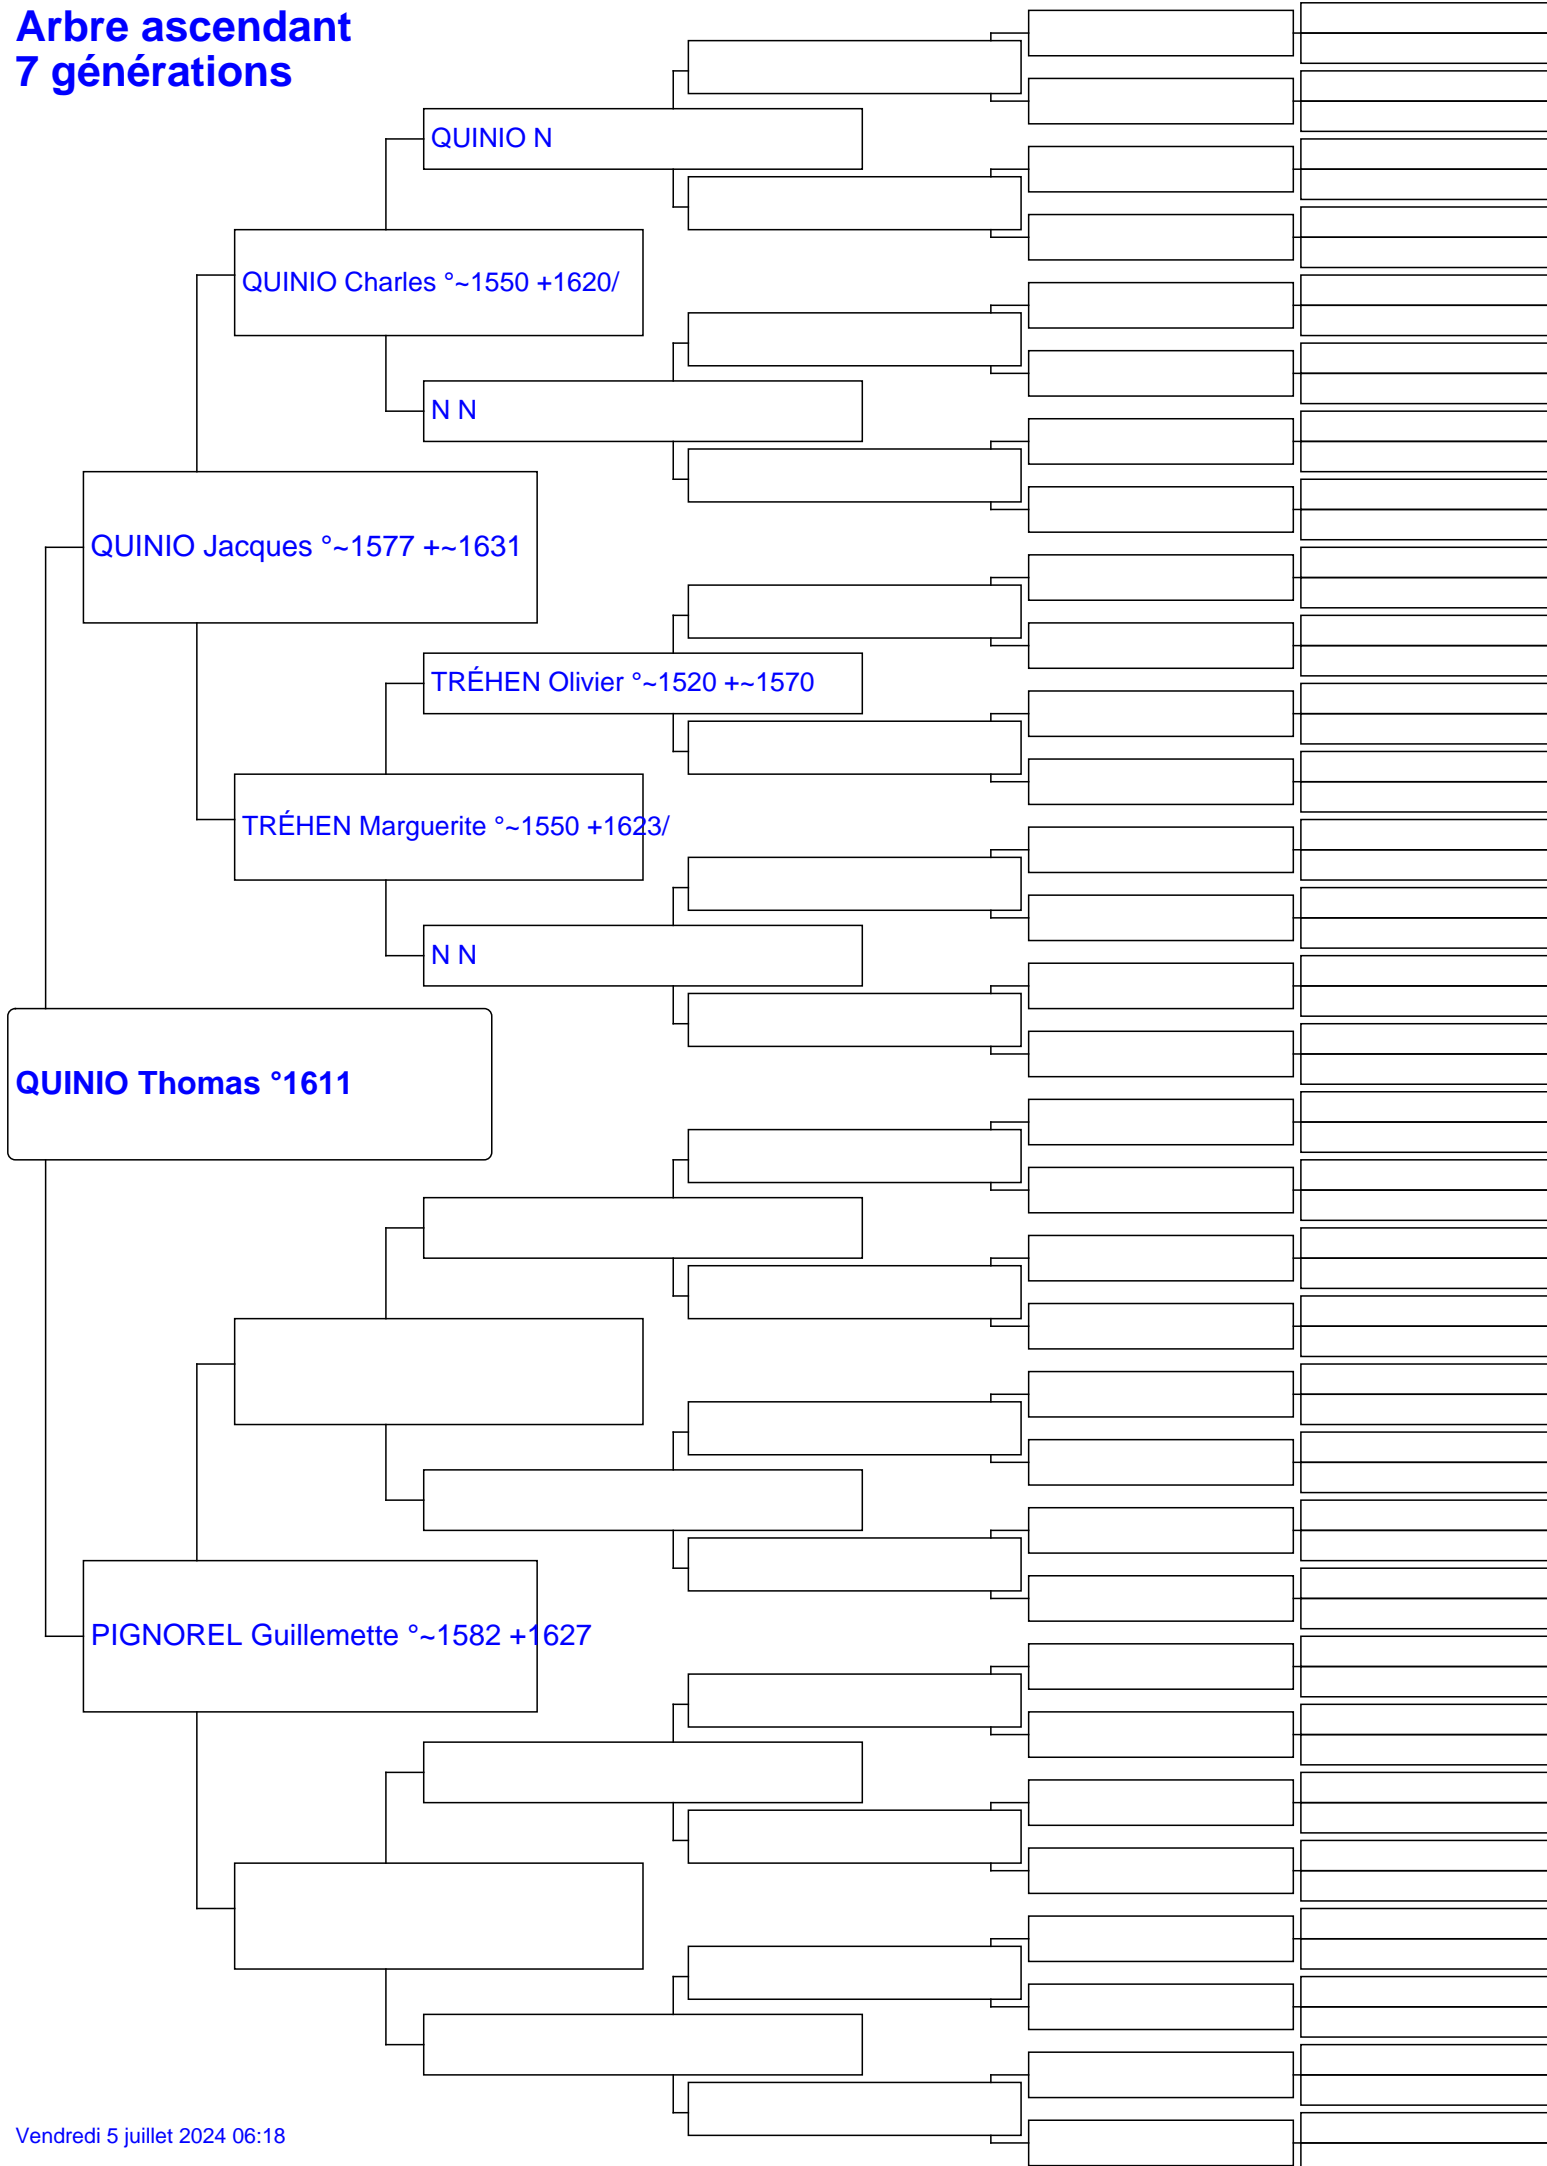 Arbre ascendant
7 générations
QUINIO N
QUINIO Charles °~1550 +1620/
N N
QUINIO Jacques °~1577 +~1631
TRÉHEN Olivier °~1520 +~1570
TRÉHEN Marguerite °~1550 +1623/
N N
QUINIO Thomas °1611
PIGNOREL Guillemette °~1582 +1627
Vendredi 5 juillet 2024 06:18